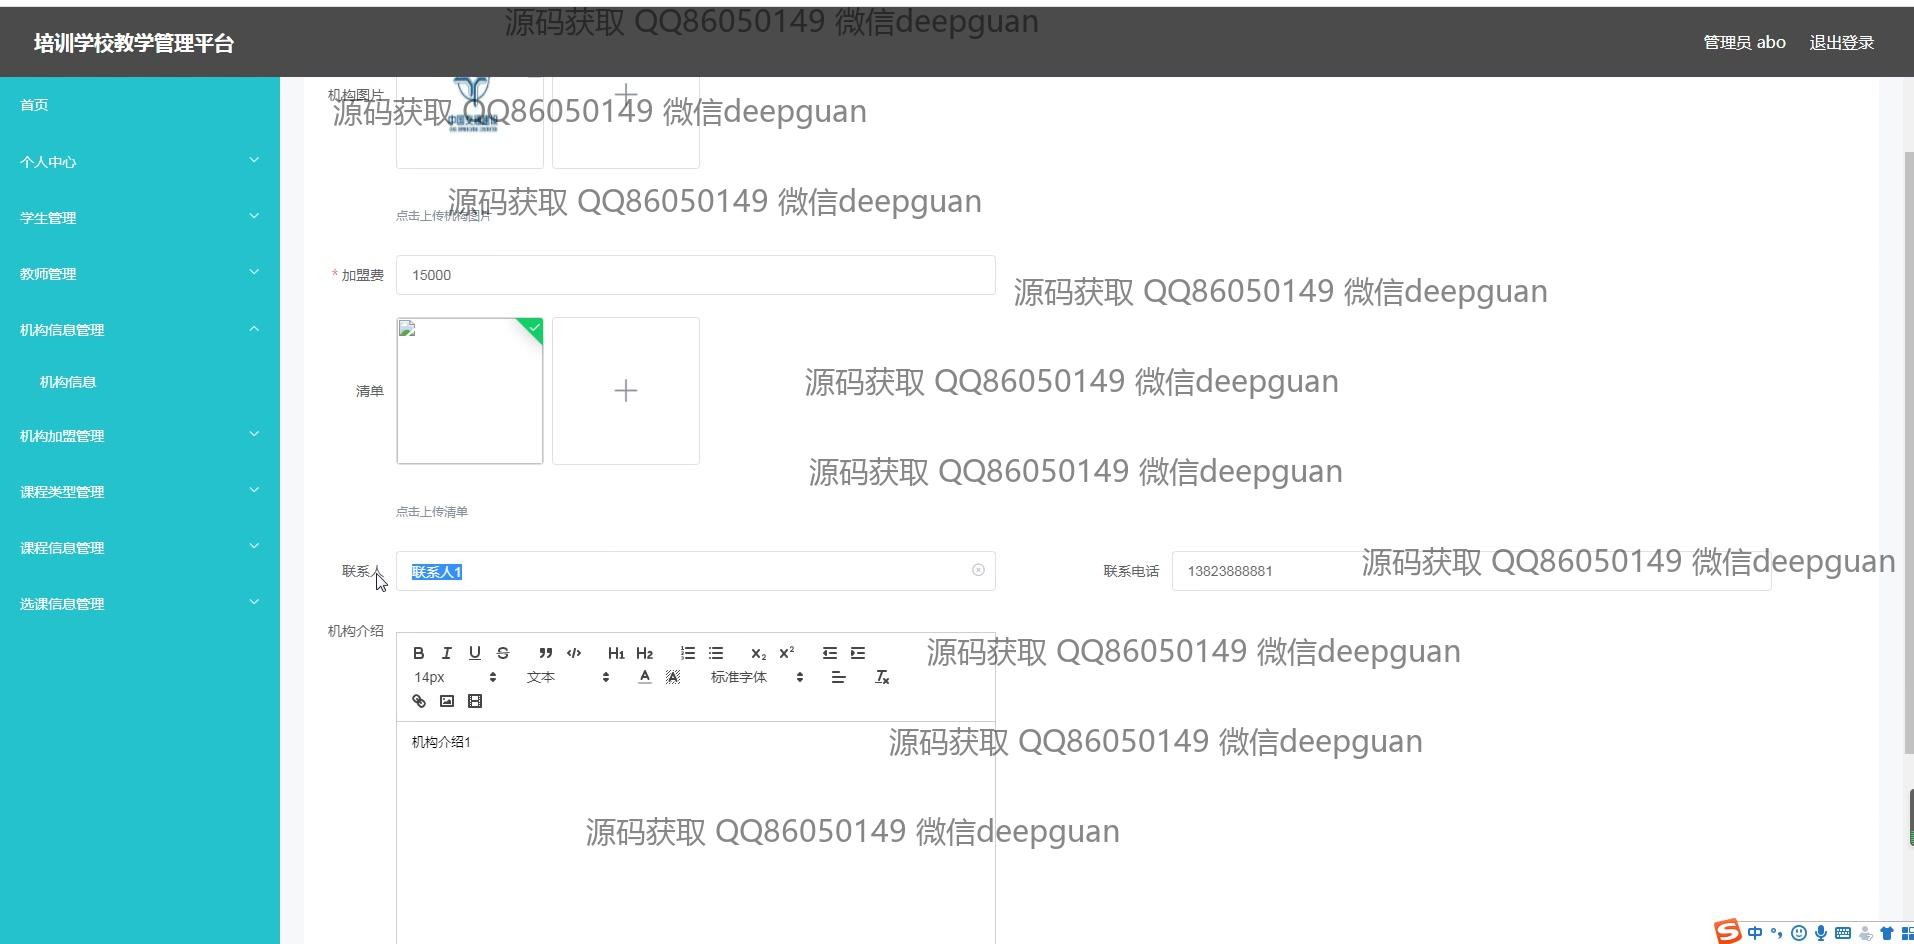 源码获取 QQ86050149 微信deepguan
培训学校教学管理平台
管理员 abo 退出登录
首页
个人中心
学生管理
教师管理
机构信息管理
机构信息
机构加盟管理
课程类型管理
课程信息管理
选课信息管理
机构图片
源码获取 QQ86050149 微信deepguan
源码获取 QQ86050149 微信deepguan
点击上传机构图片
* 加盟费 15000
源码获取 QQ86050149 微信deepguan
源码获取 QQ86050149 微信deepguan
清单
源码获取 QQ86050149 微信deepguan
点击上传清单
联系人 联系人1 联系电话 13823888881
源码获取 QQ86050149 微信deepguan
机构介绍
B I U S H1 H2 X2 X2
源码获取 QQ86050149 微信deepguan
14px 文本 A A 标准字体 Tx
机构介绍1
源码获取 QQ86050149 微信deepguan
源码获取 QQ86050149 微信deepguan
S 中